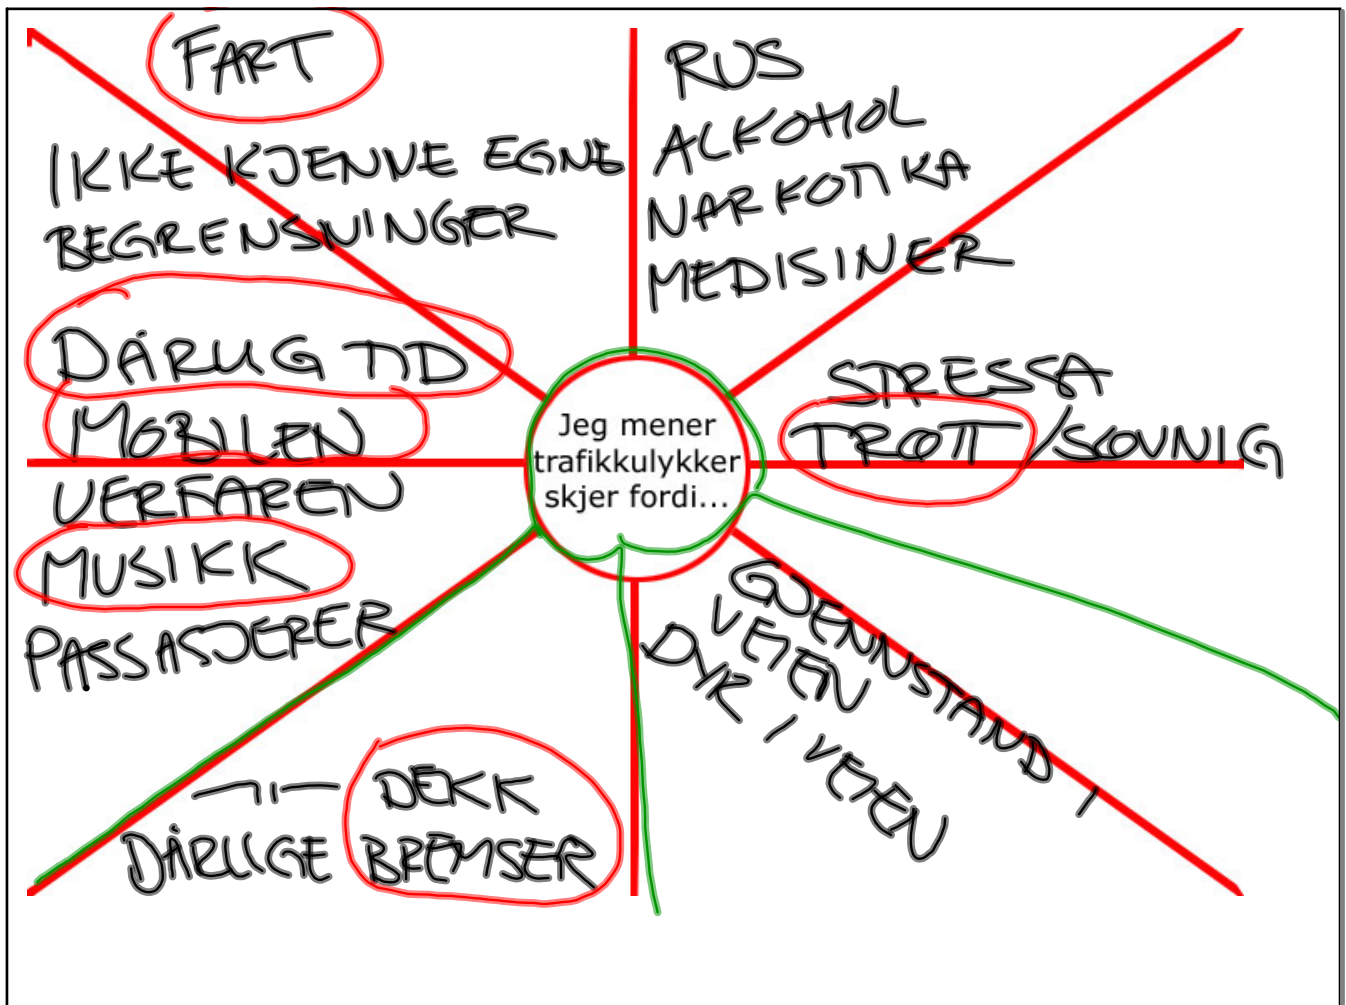 FART
IKKE KJENNE EGNE
BEGRENSNINGER
DÅRLIG TID
MOBILEN
UERFAREN
MUSIKK
PASSASJERER
RUS
ALKOHOL
NARKOTIKA
MEDISINER
STRESSA
TRØTT/SØVNIG
Jeg mener
trafikkulykker
skjer fordi...
GJENNSTAND I
VEIEN
DYR I VEIEN
—"— DEKK
DÅRLIGE BREMSER